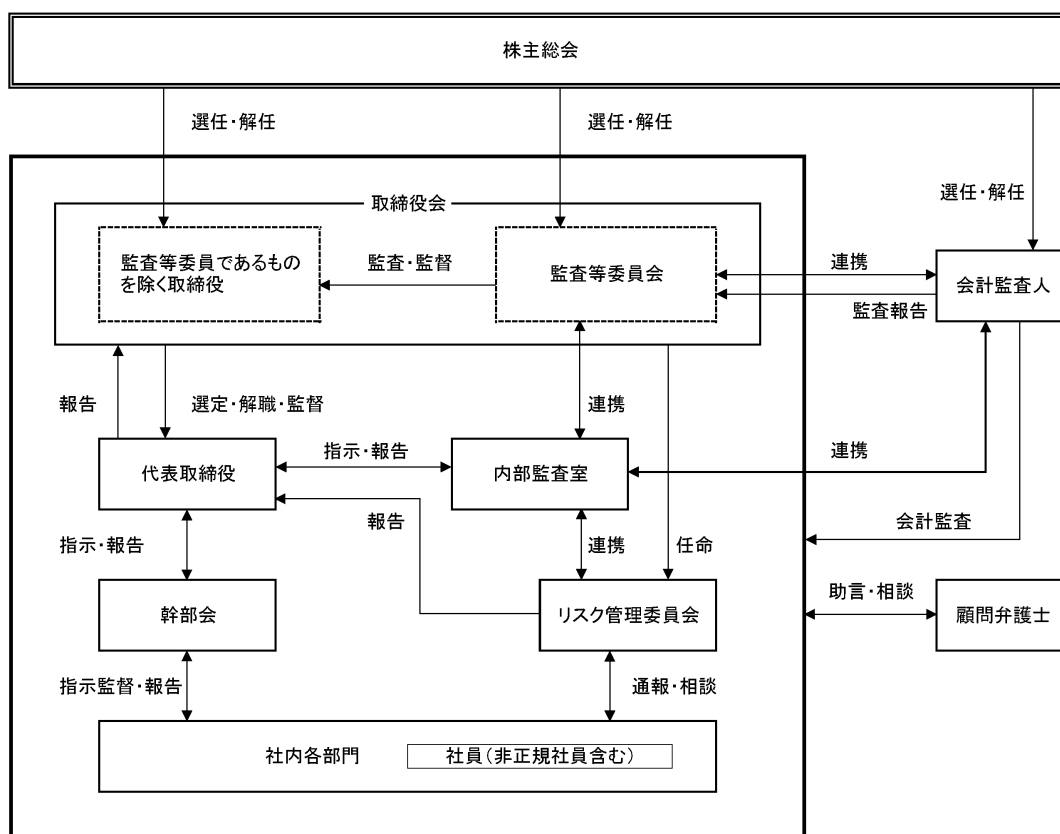 株主総会
選任・解任
選任・解任
選任・解任
取締役会
監査等委員であるもの
を除く取締役
監査・監督
監査等委員会
連携
監査報告
会計監査人
報告
選定・解職・監督
連携
代表取締役
指示・報告
内部監査室
連携
報告
会計監査
指示・報告
連携
任命
幹部会
リスク管理委員会
助言・相談
顧問弁護士
指示監督・報告
通報・相談
社内各部門
社員(非正規社員含む)